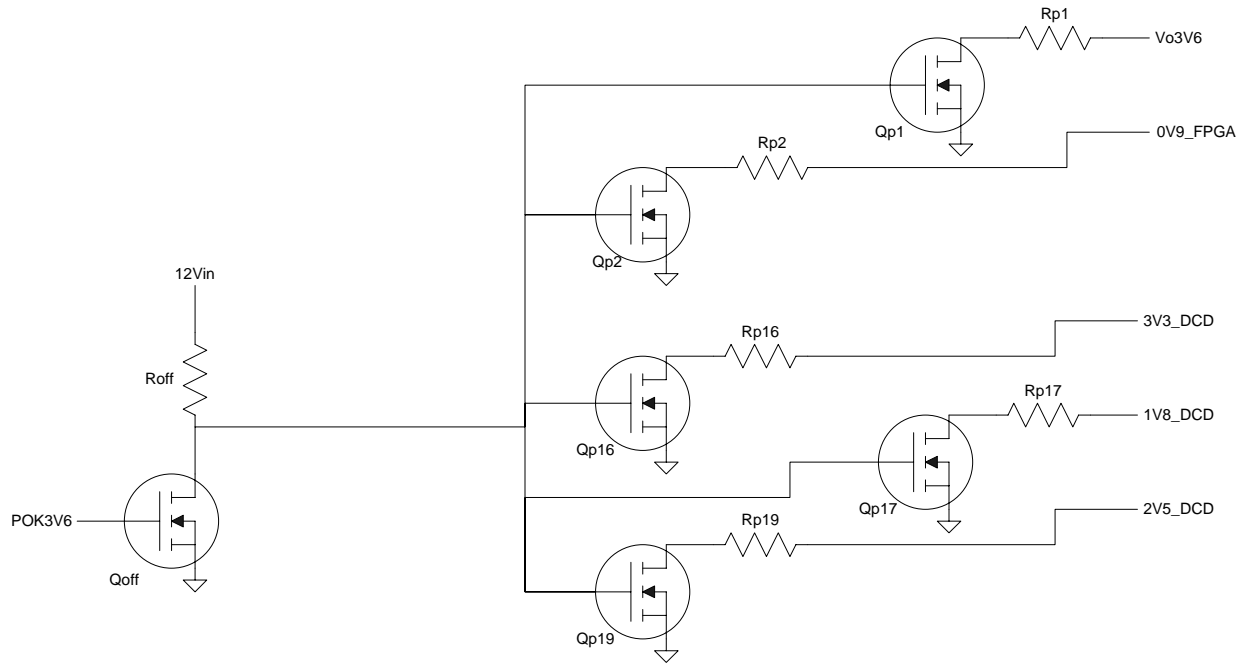 Rp1
Vo3V6
Qp1
0V9_FPGA
Rp2
Qp2
12Vin
3V3_DCD
Rp16
Roff
Rp17
1V8_DCD
Qp16
Qp17
2V5_DCD
Rp19
POK3V6
Qoff
Qp19